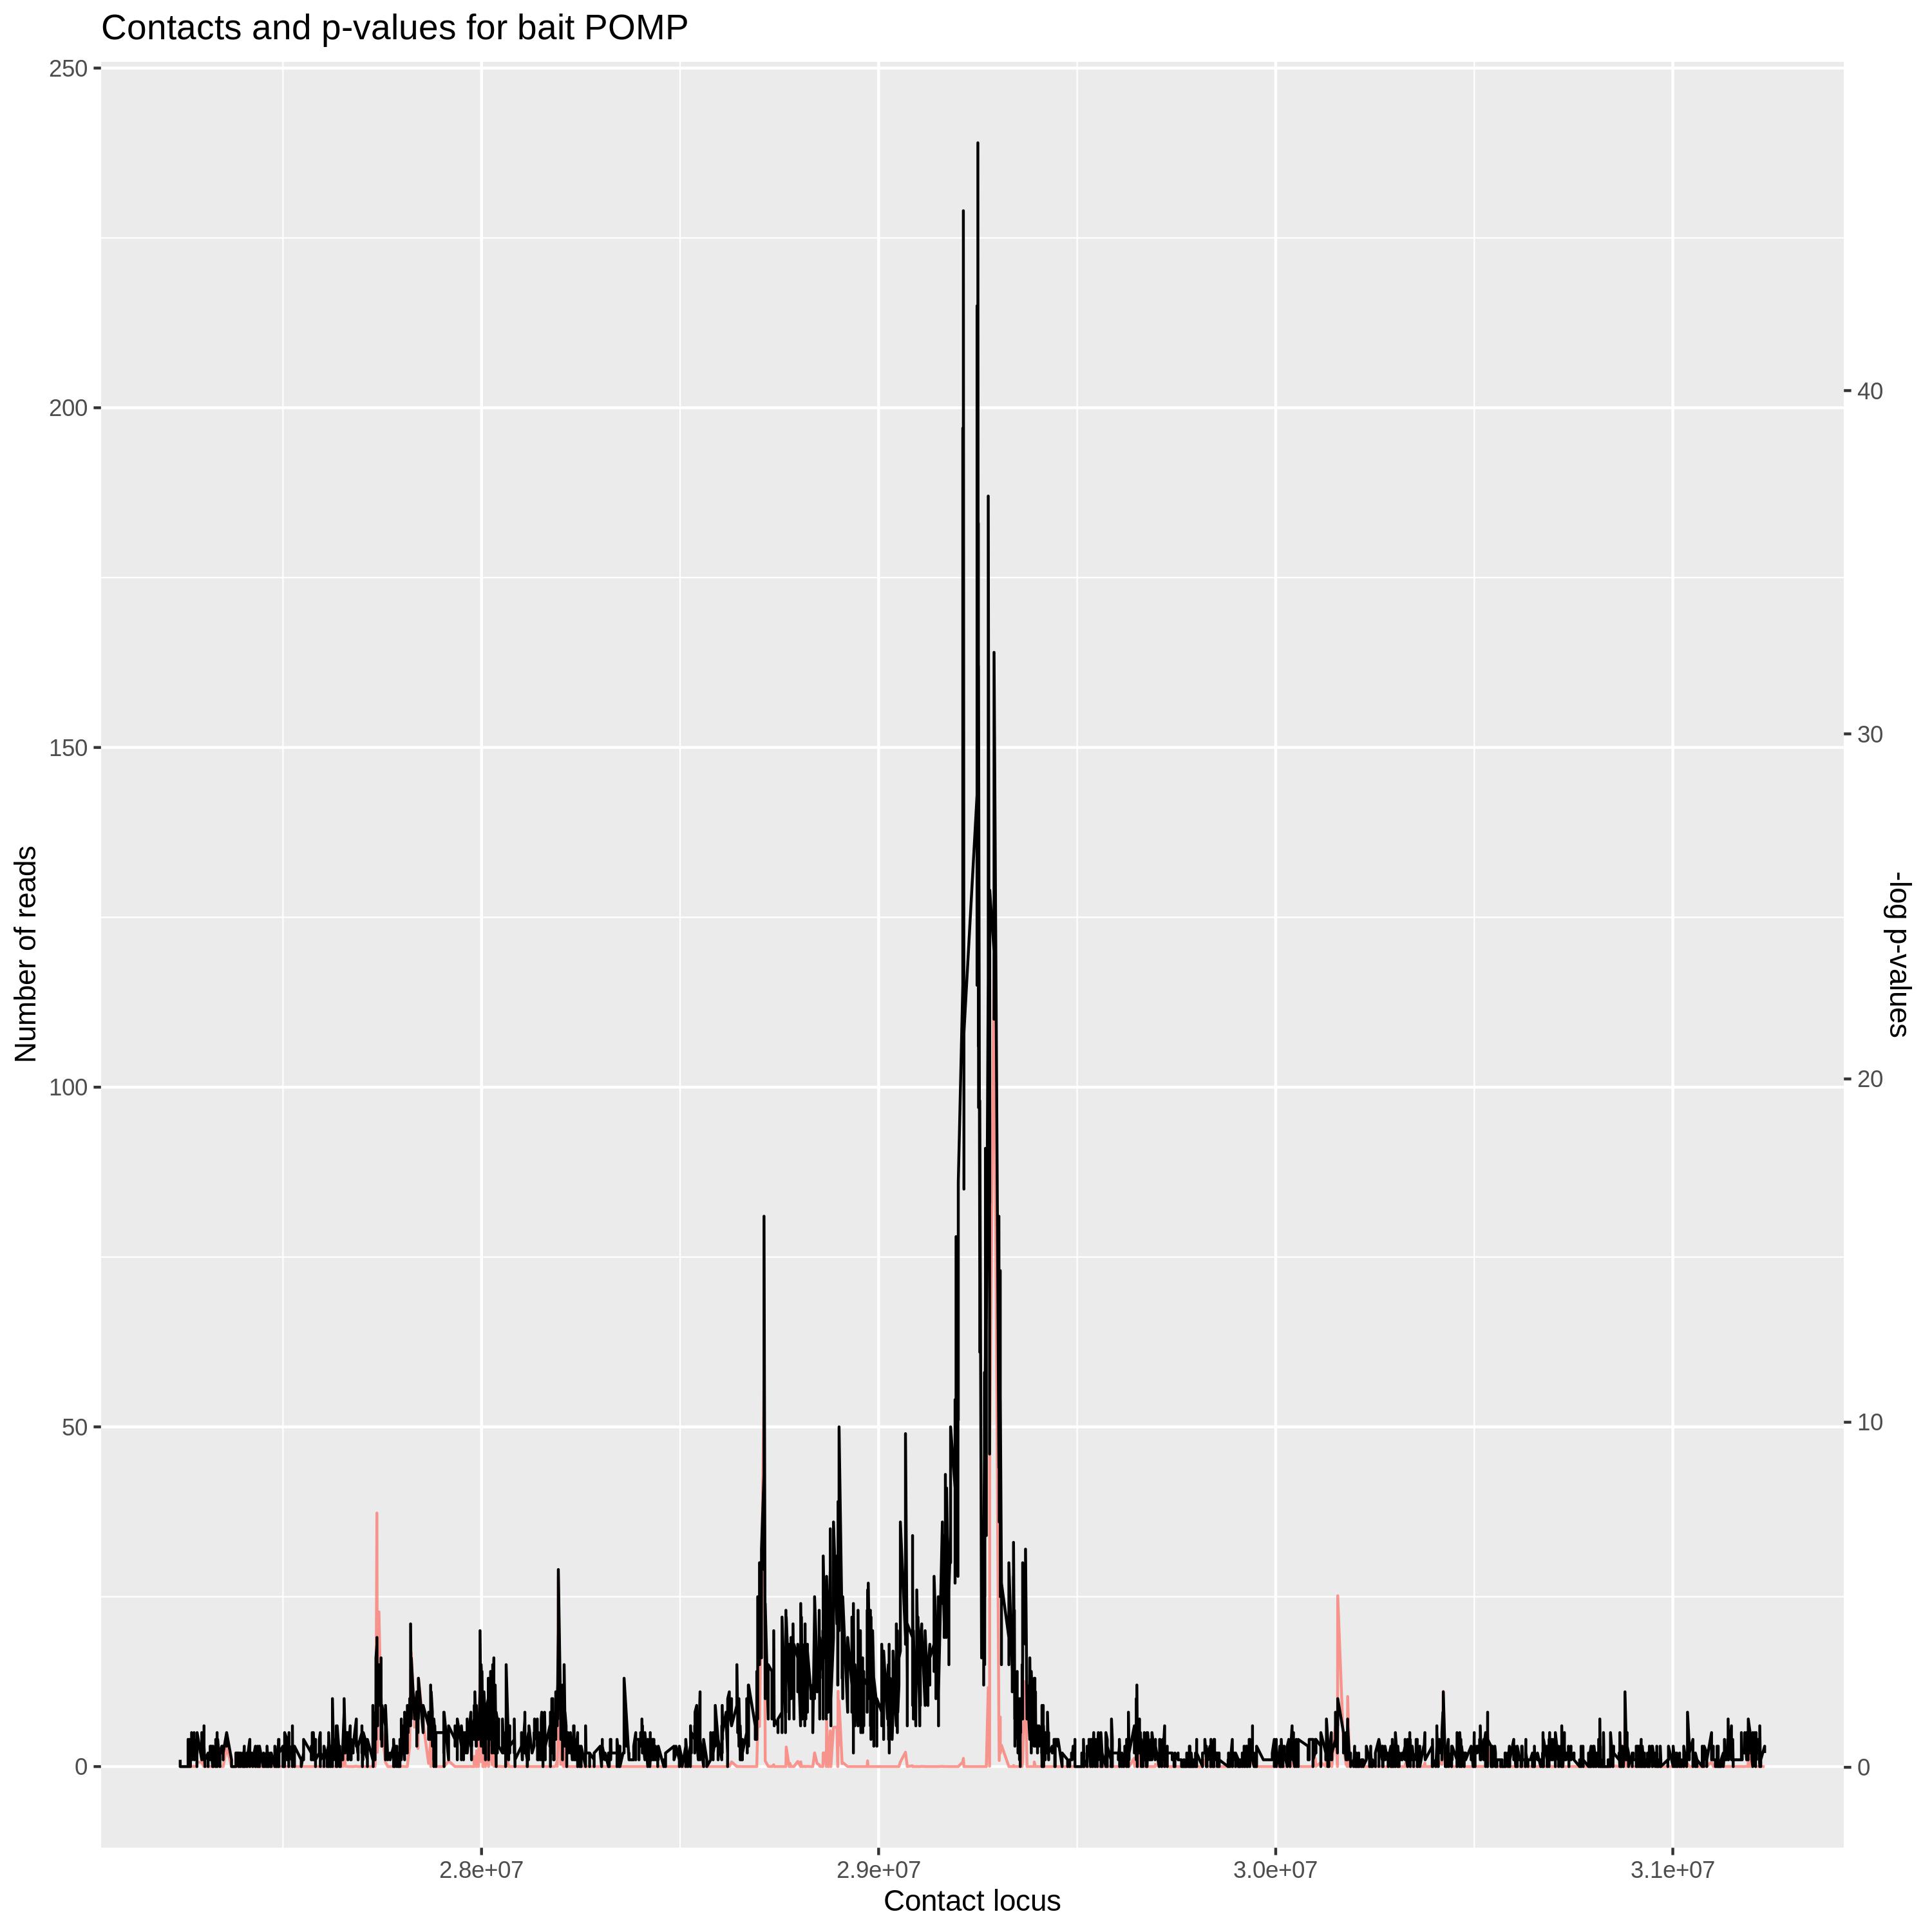 Contacts and p-values for bait POMP
250
200
150
100
50
0
Number of reads
40
30
20
10
0
-log p-values
2.8e+07 2.9e+07 3.0e+07 3.1e+07
Contact locus